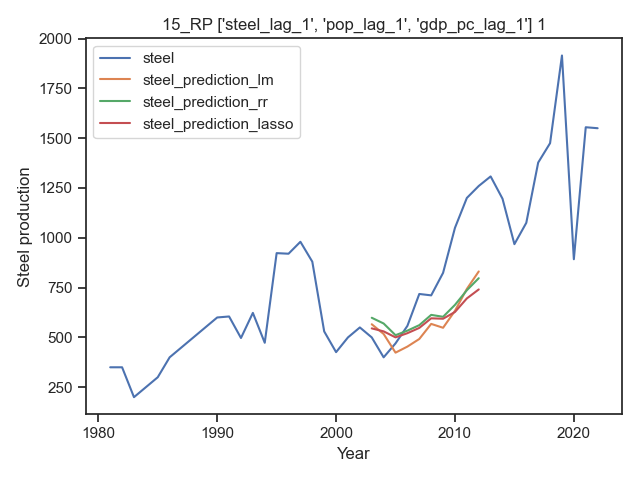 15_RP ['steel_lag_1', 'pop_lag_1', 'gdp_pc_lag_1'] 1
steel
steel_prediction_lm
steel_prediction_rr
steel_prediction_lasso
Steel production
2000
1750
1500
1250
1000
750
500
250
1980
1990
2000
2010
2020
Year